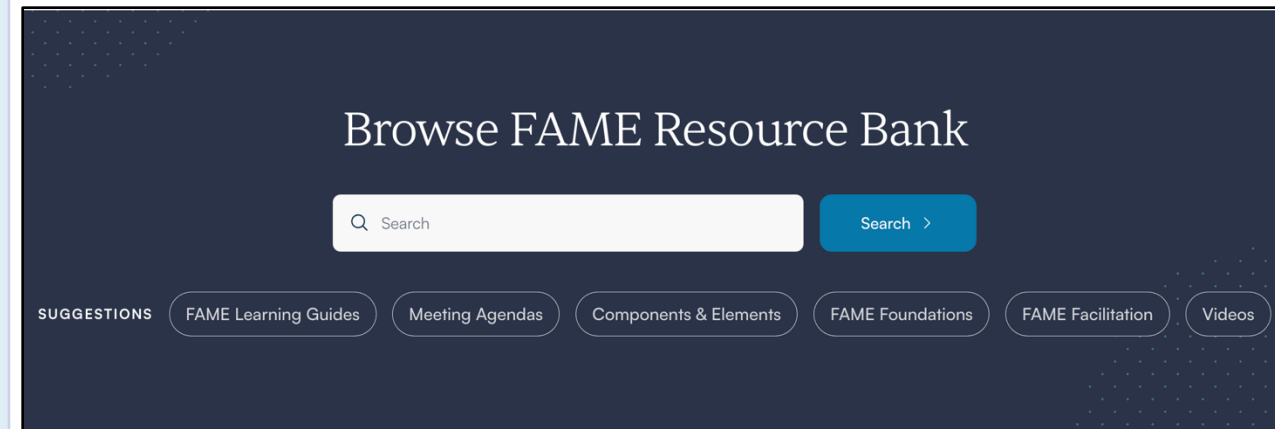 Browse FAME Resource Bank
Search
Search
SUGGESTIONS FAME Learning Guides Meeting Agendas Components & Elements FAME Foundations FAME Facilitation Videos